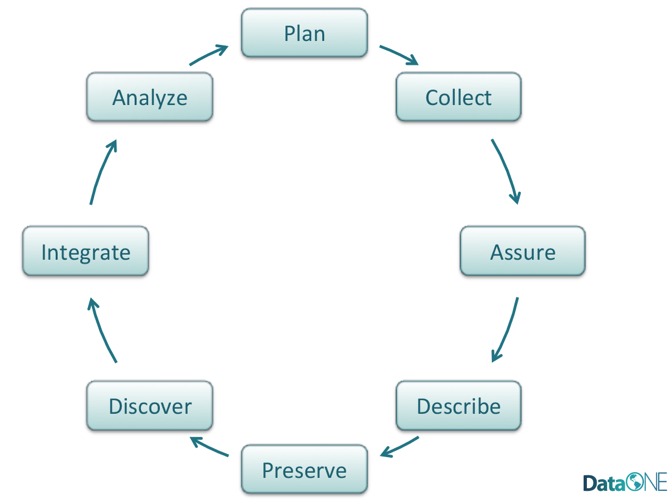 Plan
Collect
Assure
Describe
Preserve
Discover
Integrate
Analyze
DataONE